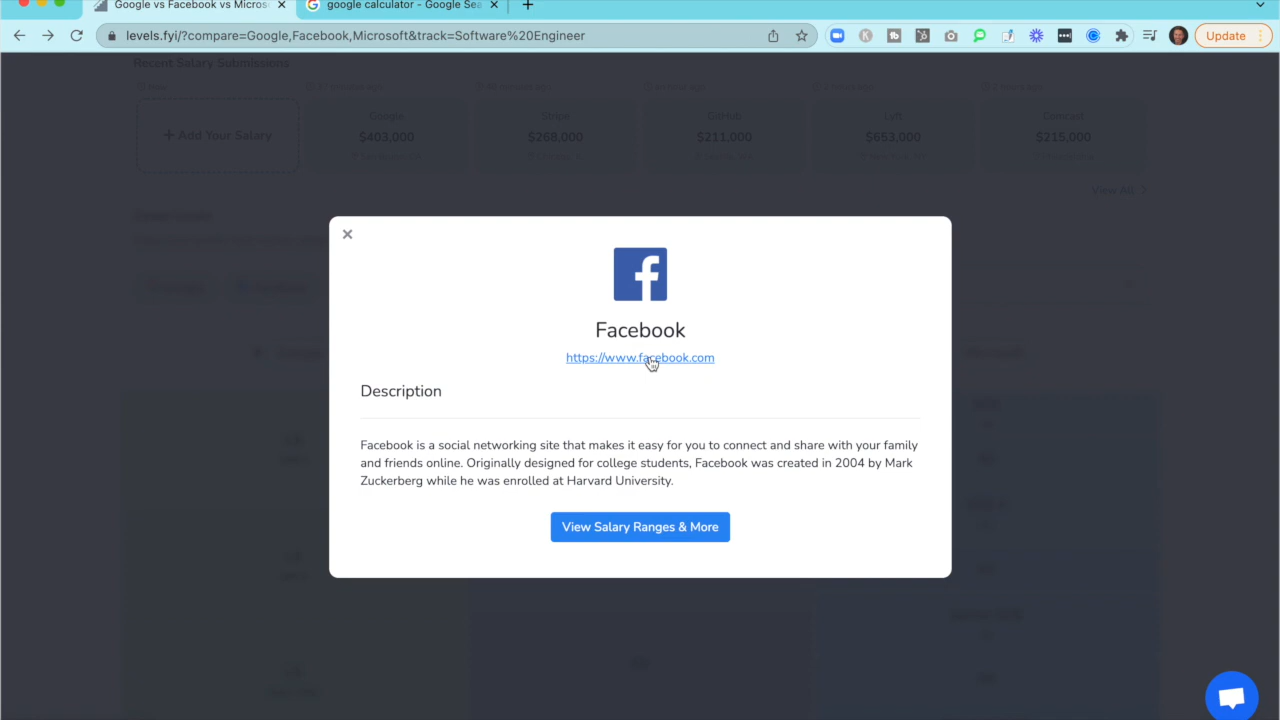 Google vs Facebook vs Micros
google calculator - Google Sea
levels.fyi/?compare=Google,Facebook,Microsoft&track=Software%20Engineer
Update
Recent Salary Submissions
+ Add Your Salary
Google
$403,000
Stripe
$268,000
GitHub
$211,000
Lyft
$653,000
Comcast
$215,000
View All
Facebook
https://www.facebook.com
Description
Facebook is a social networking site that makes it easy for you to connect and share with your family
and friends online. Originally designed for college students, Facebook was created in 2004 by Mark
Zuckerberg while he was enrolled at Harvard University.
View Salary Ranges & More